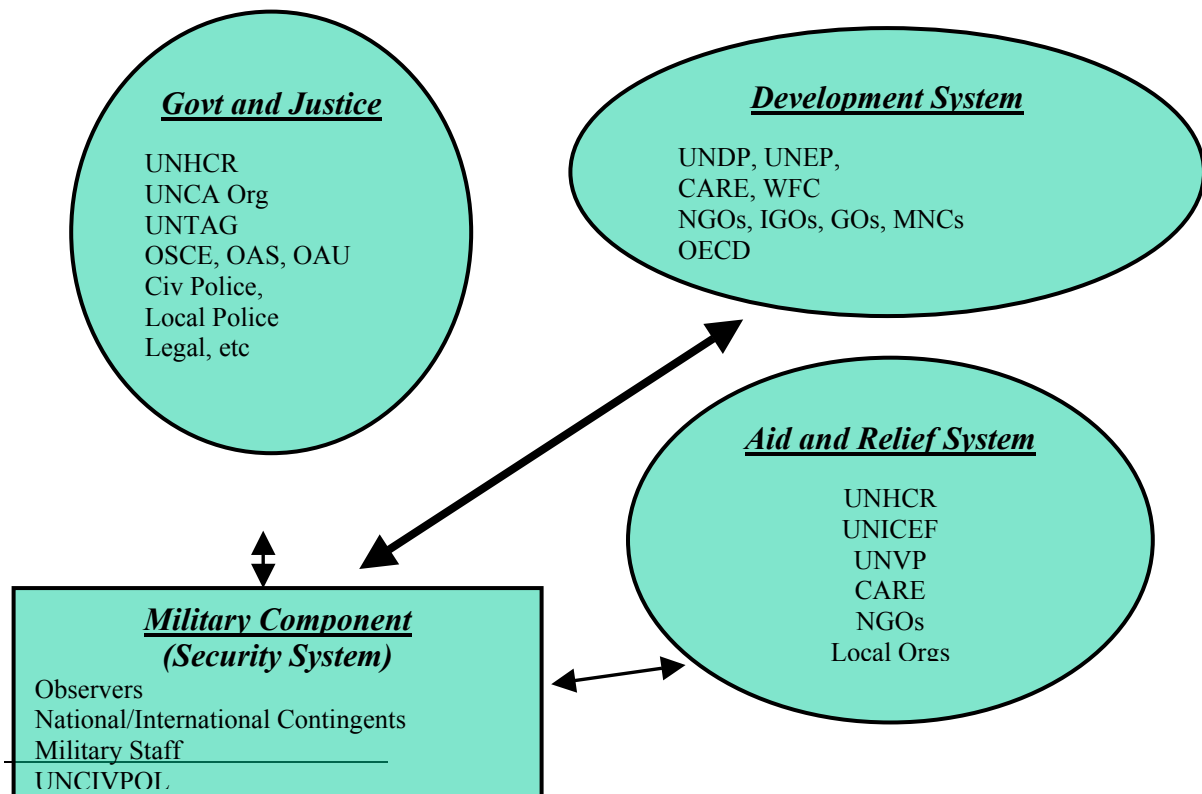 Govt and Justice
UNHCR
UNCA Org
UNTAG
OSCE, OAS, OAU
Civ Police,
Local Police
Legal, etc
Development System
UNDP, UNEP,
CARE, WFC
NGOs, IGOs, GOs, MNCs
OECD
Aid and Relief System
UNHCR
UNICEF
UNVP
CARE
NGOs
Local Orgs
Military Component
(Security System)
Observers
National/International Contingents
Military Staff
UNCIVPOL